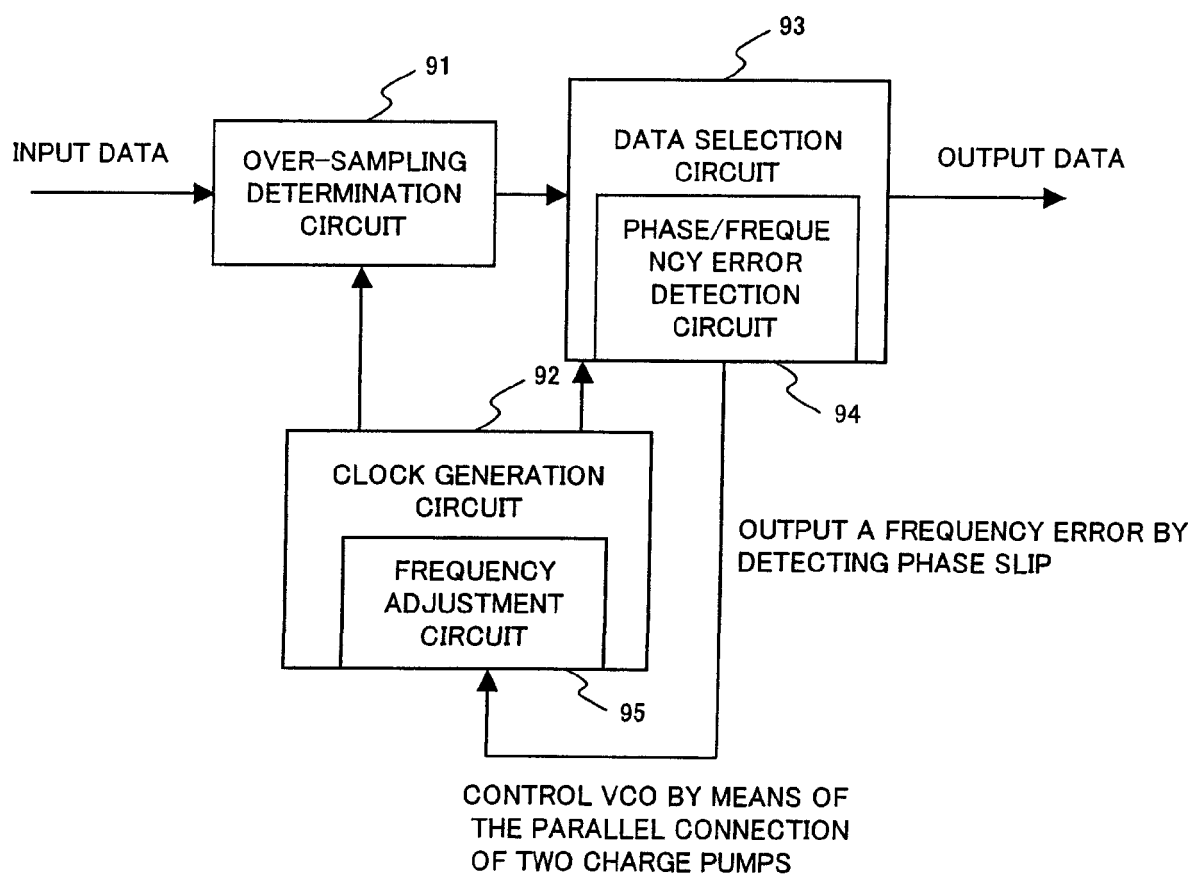 93
91
INPUT DATA
OVER-SAMPLING
DETERMINATION
CIRCUIT
DATA SELECTION
CIRCUIT
OUTPUT DATA
PHASE/FREQUE
NCY ERROR
DETECTION
CIRCUIT
92
94
CLOCK GENERATION
CIRCUIT
FREQUENCY
ADJUSTMENT
CIRCUIT
OUTPUT A FREQUENCY ERROR BY
DETECTING PHASE SLIP
95
CONTROL VCO BY MEANS OF
THE PARALLEL CONNECTION
OF TWO CHARGE PUMPS